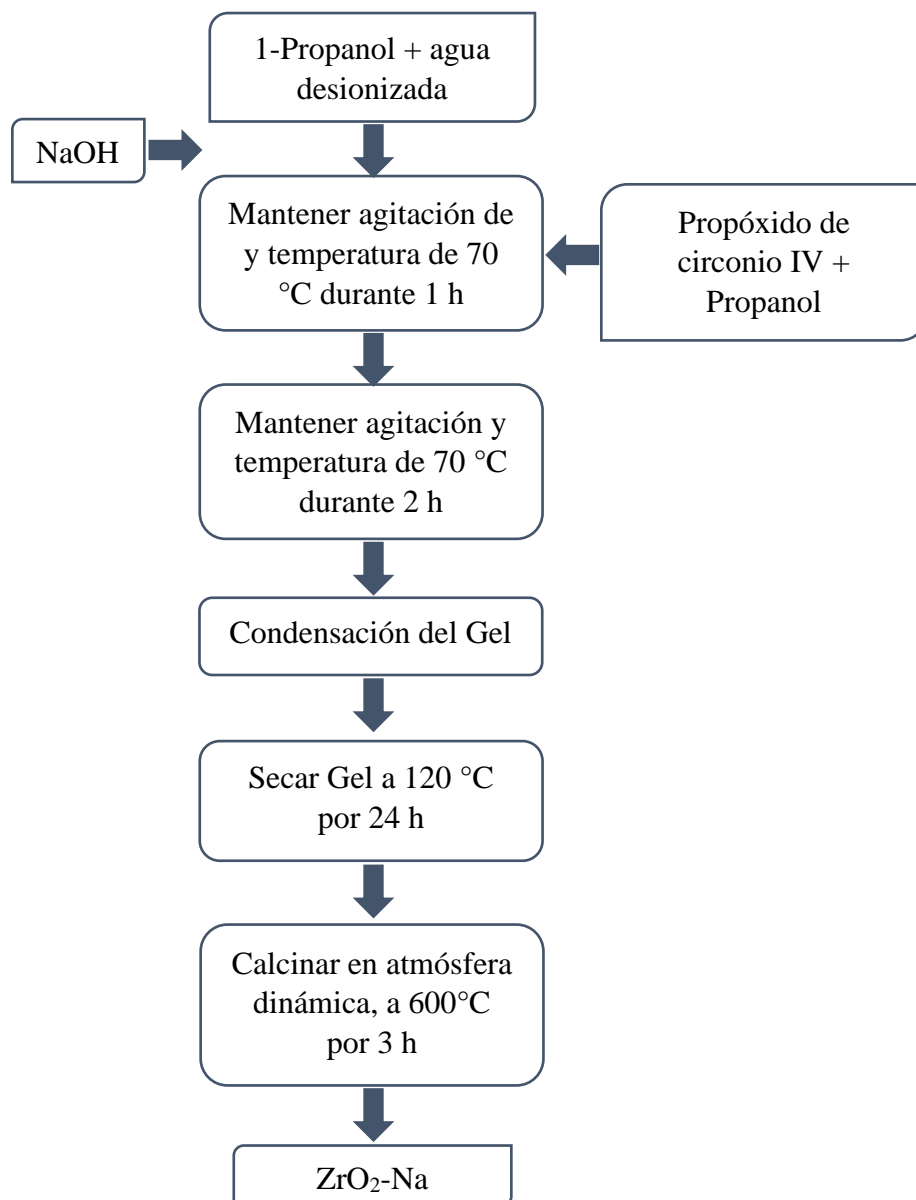 1-Propanol + agua
desionizada
NaOH
Mantener agitación de
y temperatura de 70
°C durante 1 h
Propóxido de
circonio IV +
Propanol
Mantener agitación y
temperatura de 70 °C
durante 2 h
Condensación del Gel
Secar Gel a 120 °C
por 24 h
Calcinar en atmósfera
dinámica, a 600°C
por 3 h
ZrO₂-Na